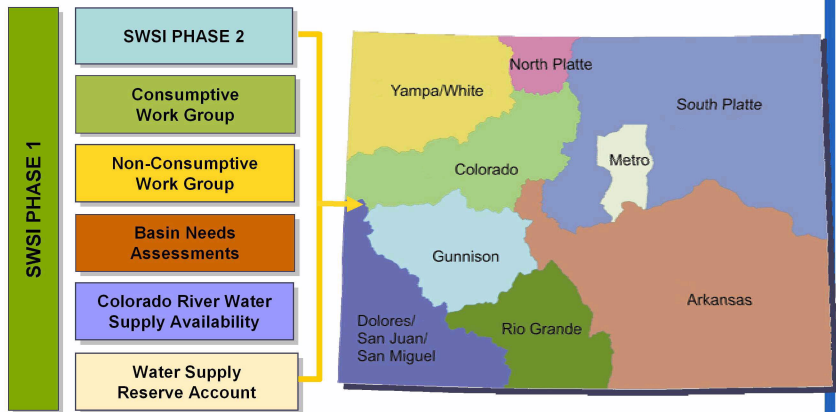 SWSI PHASE 1
SWSI PHASE 2
Consumptive
Work Group
Non-Consumptive
Work Group
Basin Needs
Assessments
Colorado River Water
Supply Availability
Water Supply
Reserve Account
North Platte
Yampa/White
South Platte
Metro
Colorado
Gunnison
Arkansas
Dolores/
San Juan/
San Miguel
Rio Grande